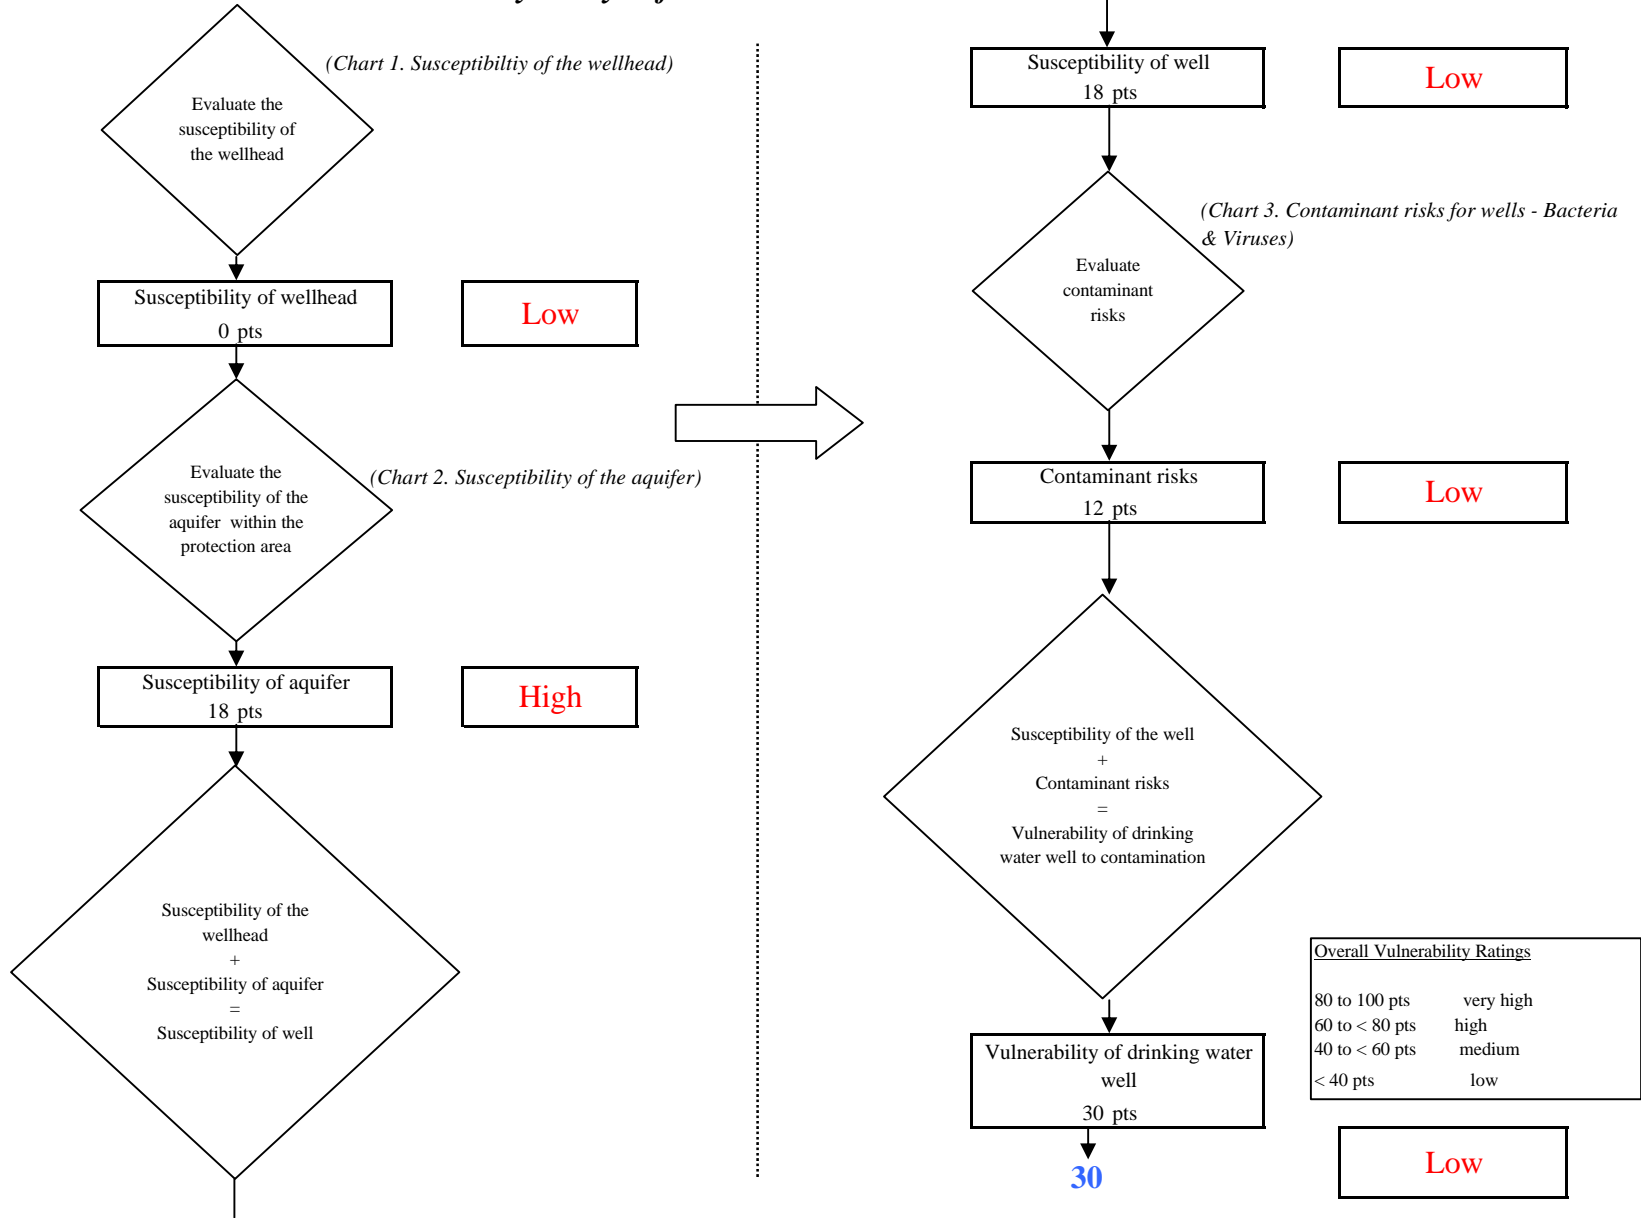 (Chart 1. Susceptibiltiy of the wellhead)
Evaluate the
susceptibility of
the wellhead
Susceptibility of wellhead
0 pts
Low
Evaluate the
susceptibility of the
aquifer within the
protection area
(Chart 2. Susceptibility of the aquifer)
Susceptibility of aquifer
18 pts
High
Susceptibility of the
wellhead
+
Susceptibility of aquifer
=
Susceptibility of well
Susceptibility of well
18 pts
Low
(Chart 3. Contaminant risks for wells - Bacteria
& Viruses)
Evaluate
contaminant
risks
Contaminant risks
12 pts
Low
Susceptibility of the well
+
Contaminant risks
=
Vulnerability of drinking
water well to contamination
Overall Vulnerability Ratings
80 to 100 pts very high
60 to < 80 pts high
40 to < 60 pts medium
< 40 pts low
Vulnerability of drinking water
well
30 pts
30
Low